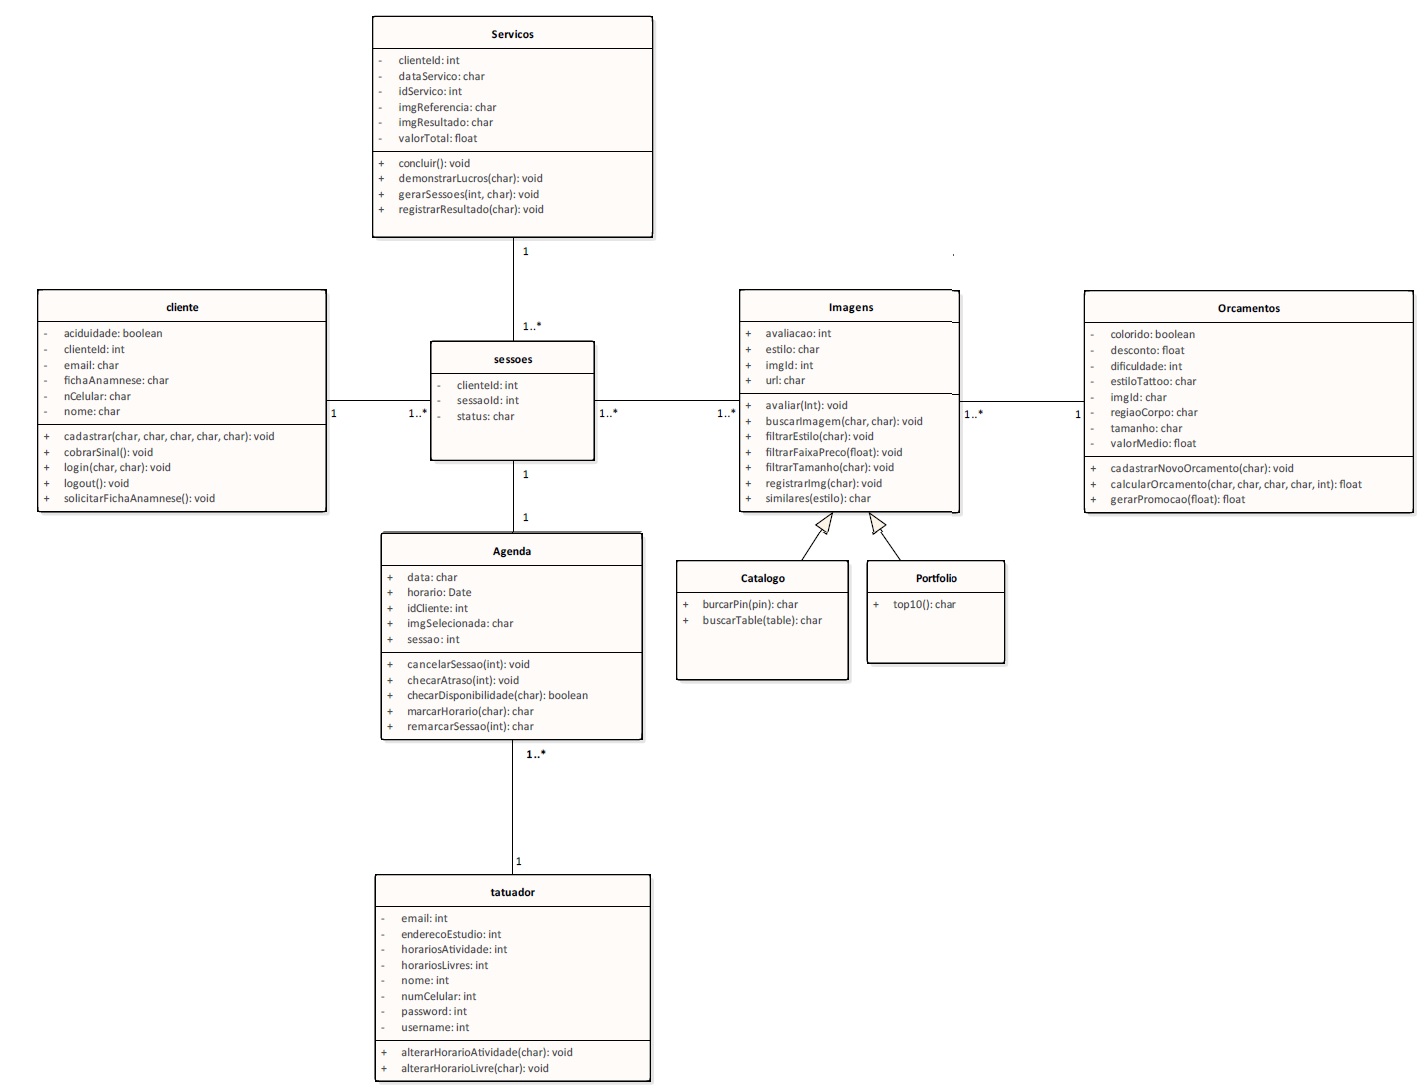 Servicos
- clienteId: int
- dataServico: char
- idServico: int
- imgReferencia: char
- imgResultado: char
- valorTotal: float
+ concluir(): void
+ demonstrarLucros(char): void
+ gerarSessoes(int, char): void
+ registrarResultado(char): void
1
1..*
cliente
- aciduidade: boolean
- clienteId: int
- email: char
- fichaAnamnese: char
- nCelular: char
- nome: char
+ cadastrar(char, char, char, char, char): void
+ cobrarSinal(): void
+ login(char, char): void
+ logout(): void
+ solicitarFichaAnamnese(): void
1
1..*
sessoes
- clienteId: int
- sessaoId: int
- status: char
1..*
1..*
Imagens
+ avaliacao: int
+ estilo: char
+ imgId: int
+ url: char
+ avaliar(Int): void
+ buscarImagem(char, char): void
+ filtrarEstilo(char): void
+ filtrarFaixaPreco(float): void
+ filtrarTamanho(char): void
+ registrarImg(char): void
+ similares(estilo): char
1..*
1
Orcamentos
- colorido: boolean
- desconto: float
- dificuldade: int
- estiloTattoo: char
- imgId: char
- regiaoCorpo: char
- tamanho: char
- valorMedio: float
+ cadastrarNovoOrcamento(char): void
+ calcularOrcamento(char, char, char, char, int): float
+ gerarPromocao(float): float
1
1
Agenda
+ data: char
+ horario: Date
+ idCliente: int
+ imgSelecionada: char
+ sessao: int
+ cancelarSessao(int): void
+ checarAtraso(int): void
+ checarDisponibilidade(char): boolean
+ marcarHorario(char): char
+ remarcarSessao(int): char
Catalogo
+ burcarPin(pin): char
+ buscarTable(table): char
Portfolio
+ top10(): char
1..*
1
tatuador
- email: int
- enderecoEstudio: int
- horariosAtividade: int
- horariosLivres: int
- nome: int
- numCelular: int
- password: int
- username: int
+ alterarHorarioAtividade(char): void
+ alterarHorarioLivre(char): void